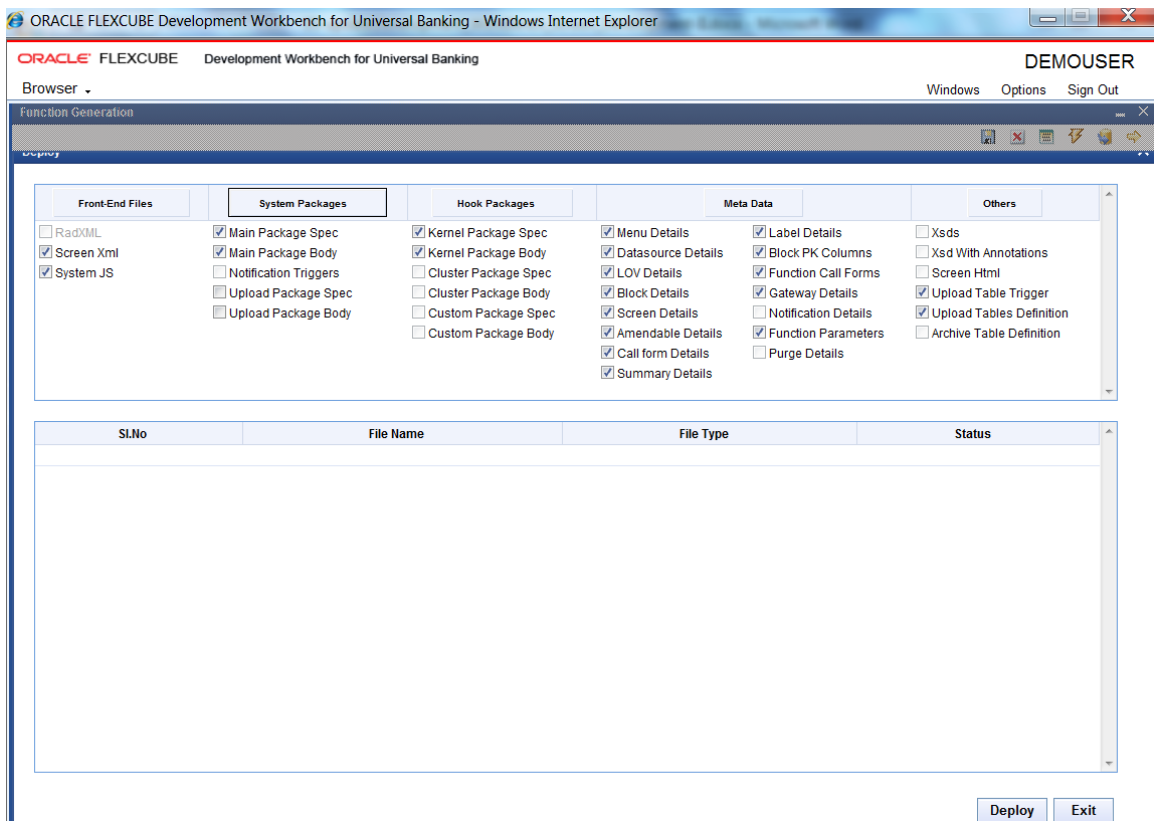 ORACLE FLEXCUBE Development Workbench for Universal Banking - Windows Internet Explorer
ORACLE FLEXCUBE Development Workbench for Universal Banking DEMOUSER
Browser Windows Options Sign Out
Function Generation
Deploy
Front-End Files System Packages Hook Packages Meta Data Others
RadXML Main Package Spec Kernel Package Spec Menu Details Label Details Xsds
Screen Xml Main Package Body Kernel Package Body Datasource Details Block PK Columns Xsd With Annotations
System JS Notification Triggers Cluster Package Spec LOV Details Function Call Forms Screen Html
Upload Package Spec Cluster Package Body Block Details Gateway Details Upload Table Trigger
Upload Package Body Custom Package Spec Screen Details Notification Details Upload Tables Definition
Custom Package Body Amendable Details Function Parameters Archive Table Definition
Call form Details Purge Details
Summary Details
Sl.No File Name File Type Status
Deploy Exit